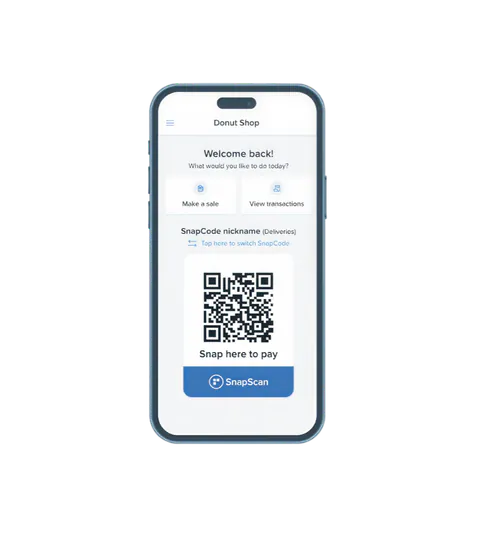 Donut Shop
Welcome back!
What would you like to do today?
Make a sale
View transactions
SnapCode nickname (Deliveries)
Tap here to switch SnapCode
Snap here to pay
SnapScan